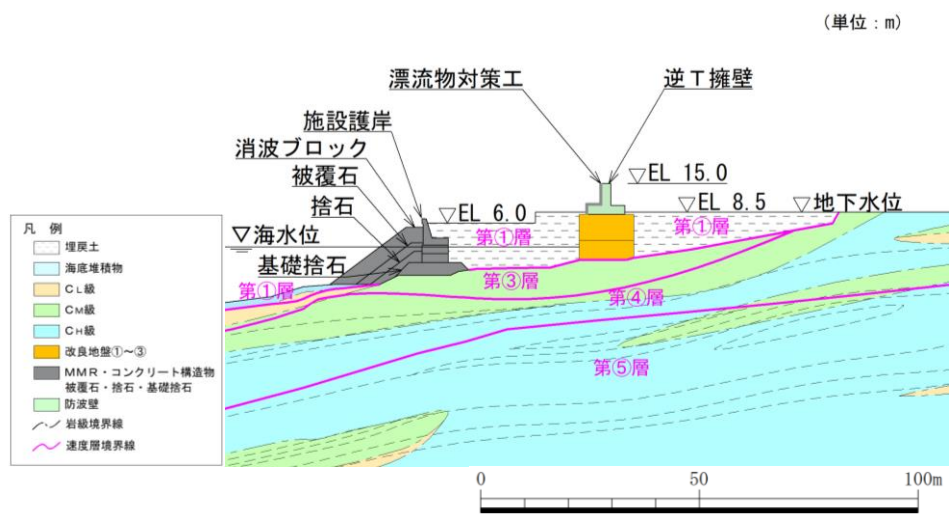 (単位:m)
漂流物対策工
逆T擁壁
施設護岸
消波ブロック
被覆石
捨石
基礎捨石
▽海水位
▽EL 6.0
▽EL 15.0
▽EL 8.5
▽地下水位
第①層
第①層
第①層
第③層
第④層
第⑤層
凡 例
埋戻土
海底堆積物
CL級
CM級
CH級
改良地盤①~③
MMR・コンクリート構造物
被覆石・捨石・基礎捨石
防波壁
岩級境界線
速度層境界線
0
50
100m